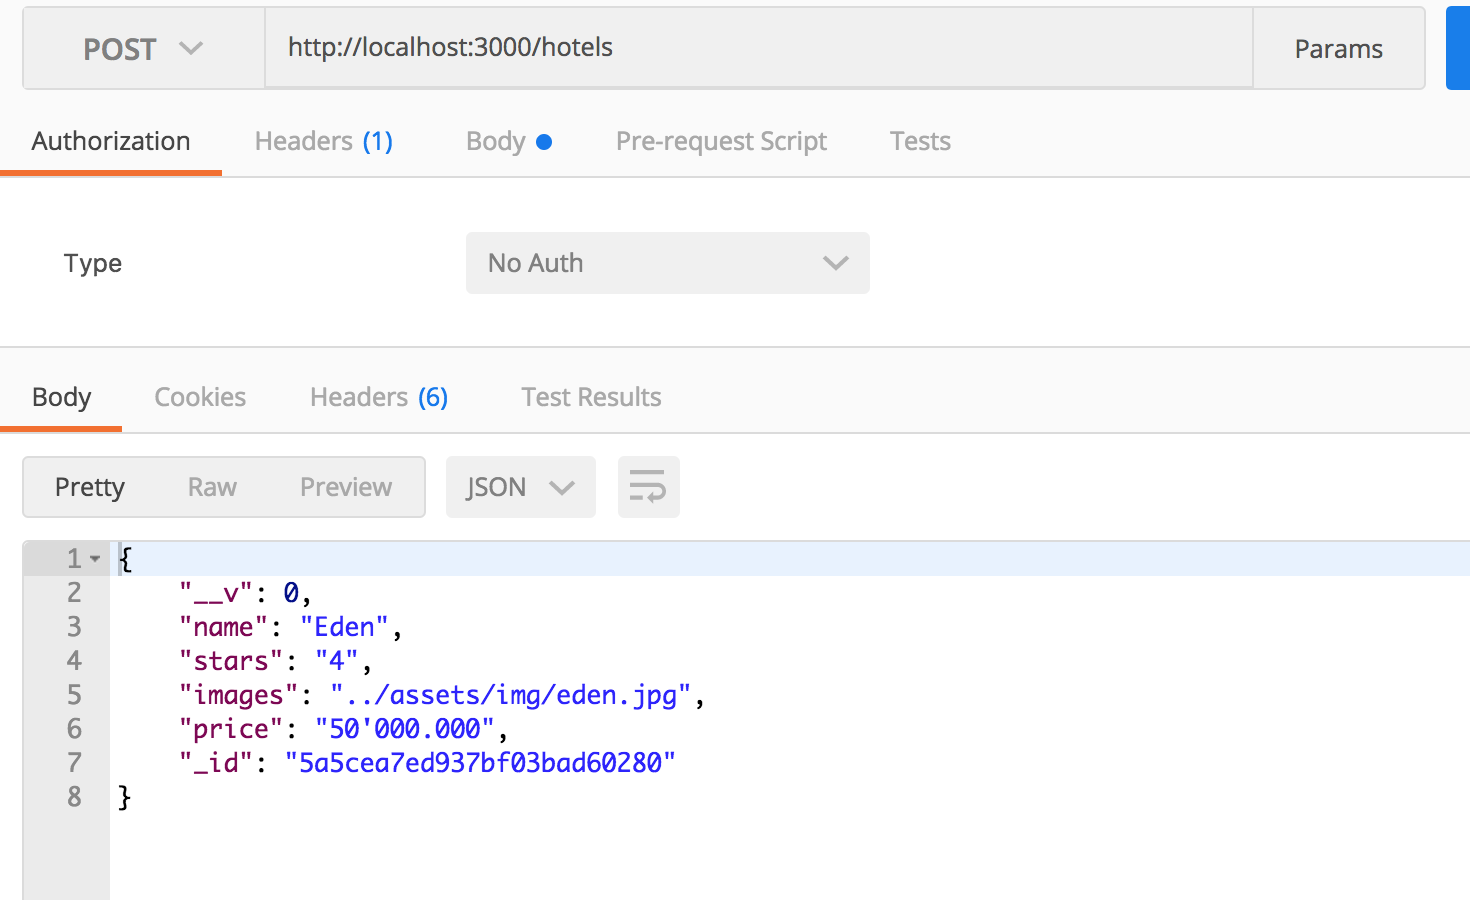 POST http://localhost:3000/hotels Params
Authorization Headers (1) Body Pre-request Script Tests
Type No Auth
Body Cookies Headers (6) Test Results
Pretty Raw Preview JSON
1 {
2 "__v": 0,
3 "name": "Eden",
4 "stars": "4",
5 "images": "../assets/img/eden.jpg",
6 "price": "50'000.000",
7 "_id": "5a5cea7ed937bf03bad60280"
8 }